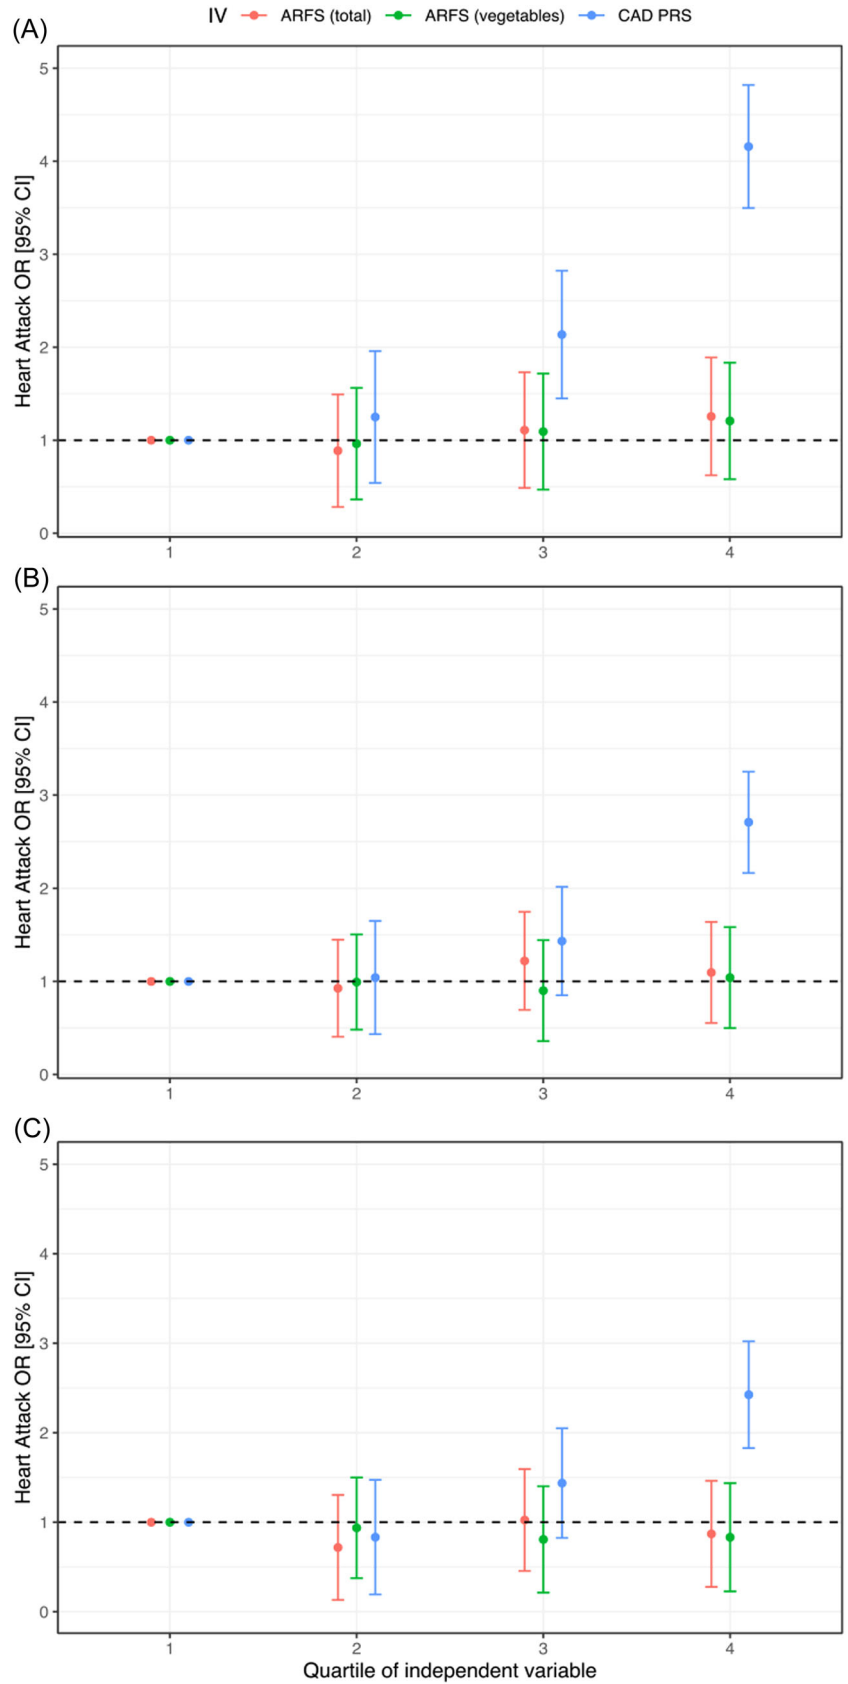 (A)
IV ARFS (total) ARFS (vegetables) CAD PRS
Heart Attack OR [95% CI]
5
4
3
2
1
0
1 2 3 4
(B)
Heart Attack OR [95% CI]
5
4
3
2
1
0
1 2 3 4
(C)
Heart Attack OR [95% CI]
5
4
3
2
1
0
1 2 3 4
Quartile of independent variable